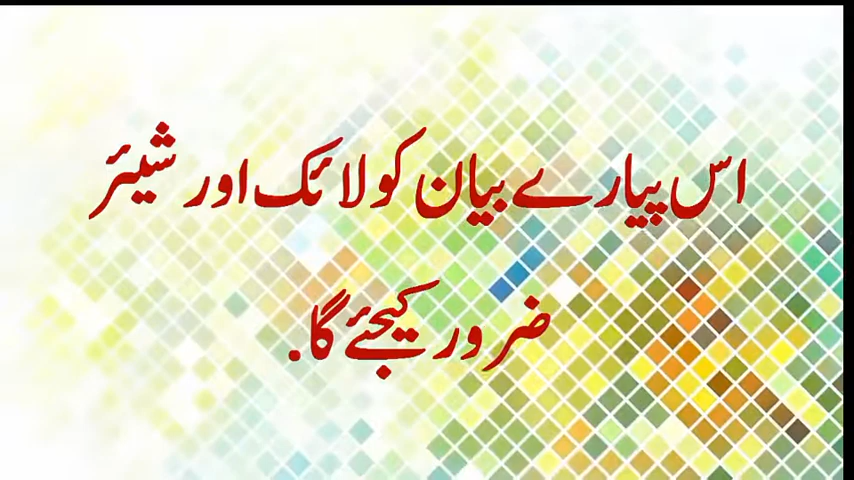 اس پیارے بیان کو لائک اور شیئر
ضرور کیجئے گا.